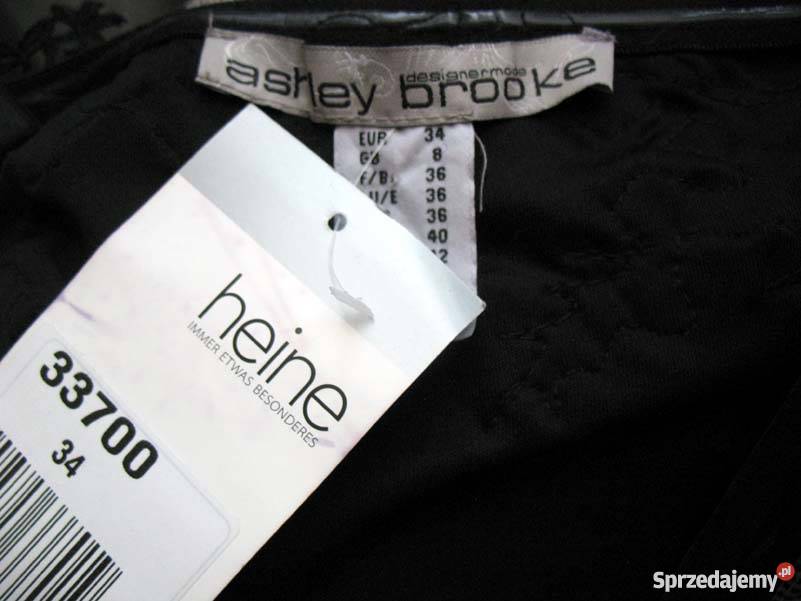 ashley brooke
designermode
EUR 34
GB 8
F/B 36
36
36
40
heine
IMMER ETWAS BESONDERES
33700
34
Sprzedajemy.pl